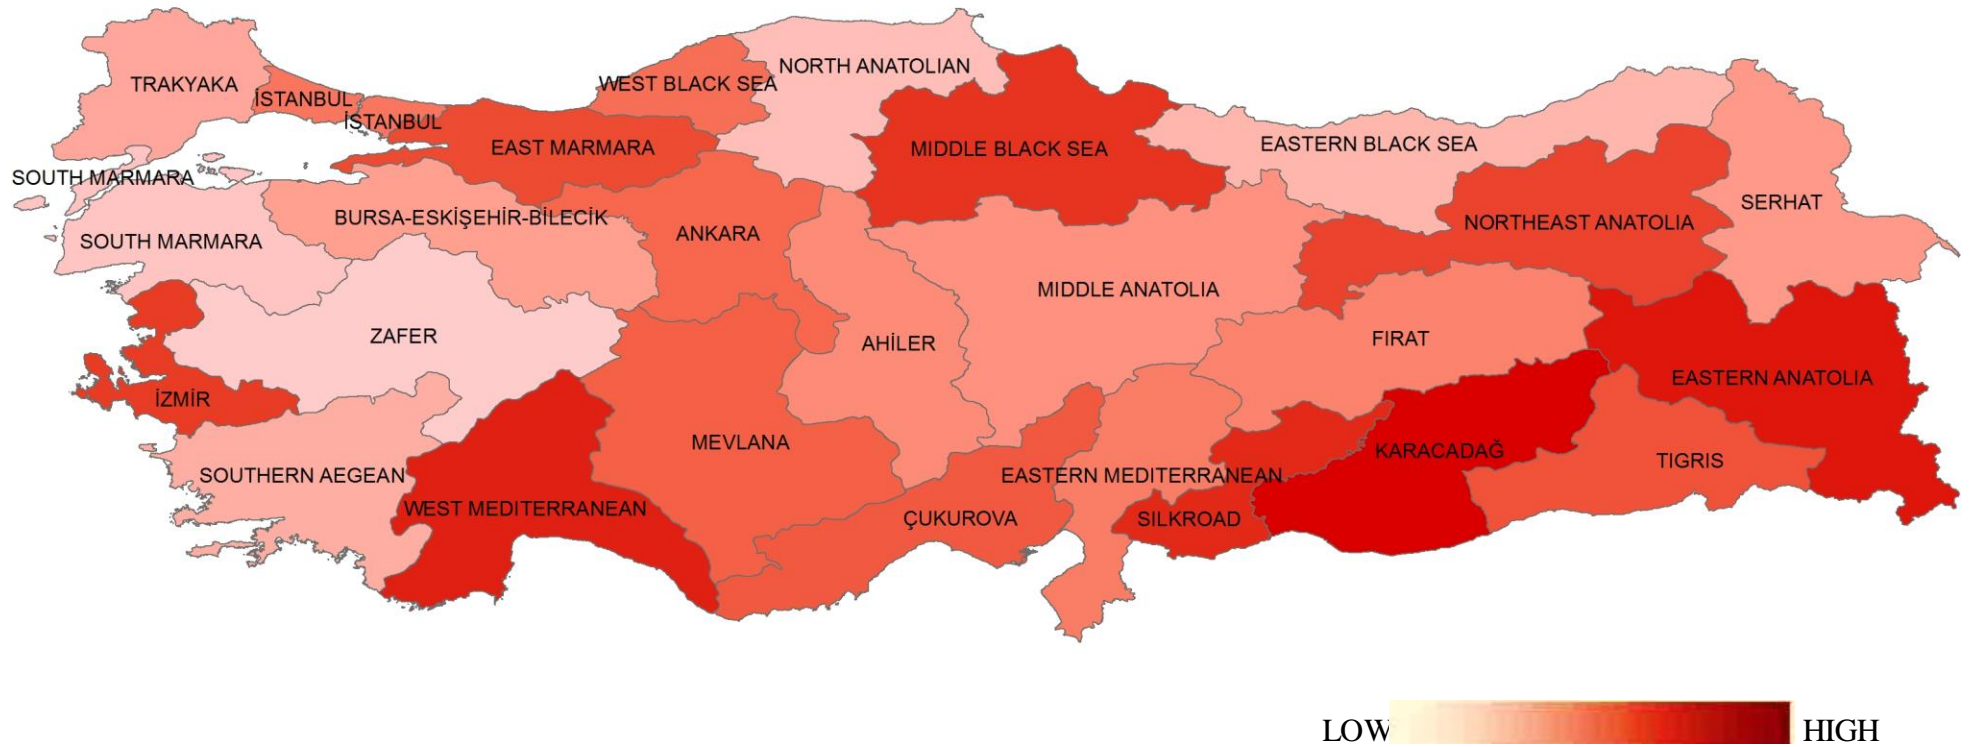 NORTH ANATOLIAN
TRAKYAKA
WEST BLACK SEA
İSTANBUL
İSTANBUL
EAST MARMARA
MIDDLE BLACK SEA
EASTERN BLACK SEA
SOUTH MARMARA
BURSA-ESKİŞEHİR-BİLECİK
SERHAT
ANKARA
NORTHEAST ANATOLIA
SOUTH MARMARA
MIDDLE ANATOLIA
ZAFER
AHİLER
FIRAT
EASTERN ANATOLIA
İZMİR
MEVLANA
KARACADAĞ
TIGRIS
SOUTHERN AEGEAN
EASTERN MEDITERRANEAN
WEST MEDITERRANEAN
ÇUKUROVA
SILKROAD
LOW
HIGH